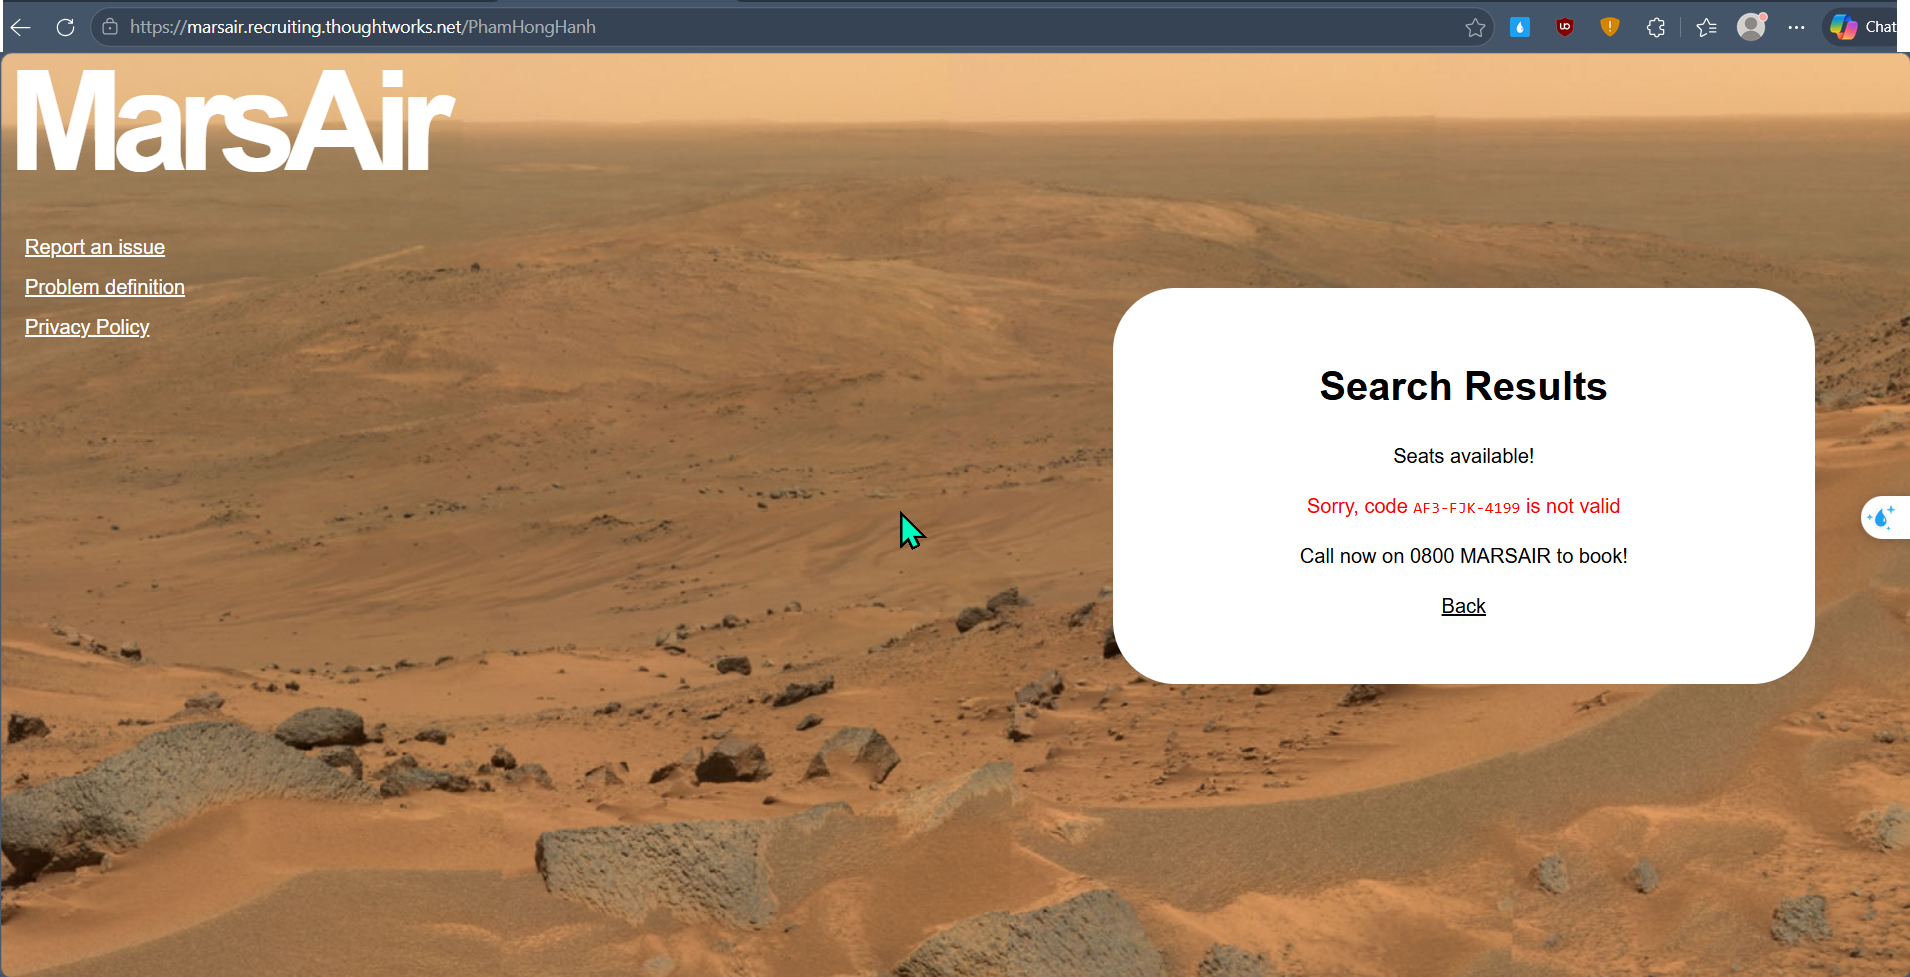 https://marsair.recruiting.thoughtworks.net/PhamHongHanh
Chat
MarsAir
Report an issue
Problem definition
Privacy Policy
Search Results
Seats available!
Sorry, code AF3-FJK-4199 is not valid
Call now on 0800 MARSAIR to book!
Back